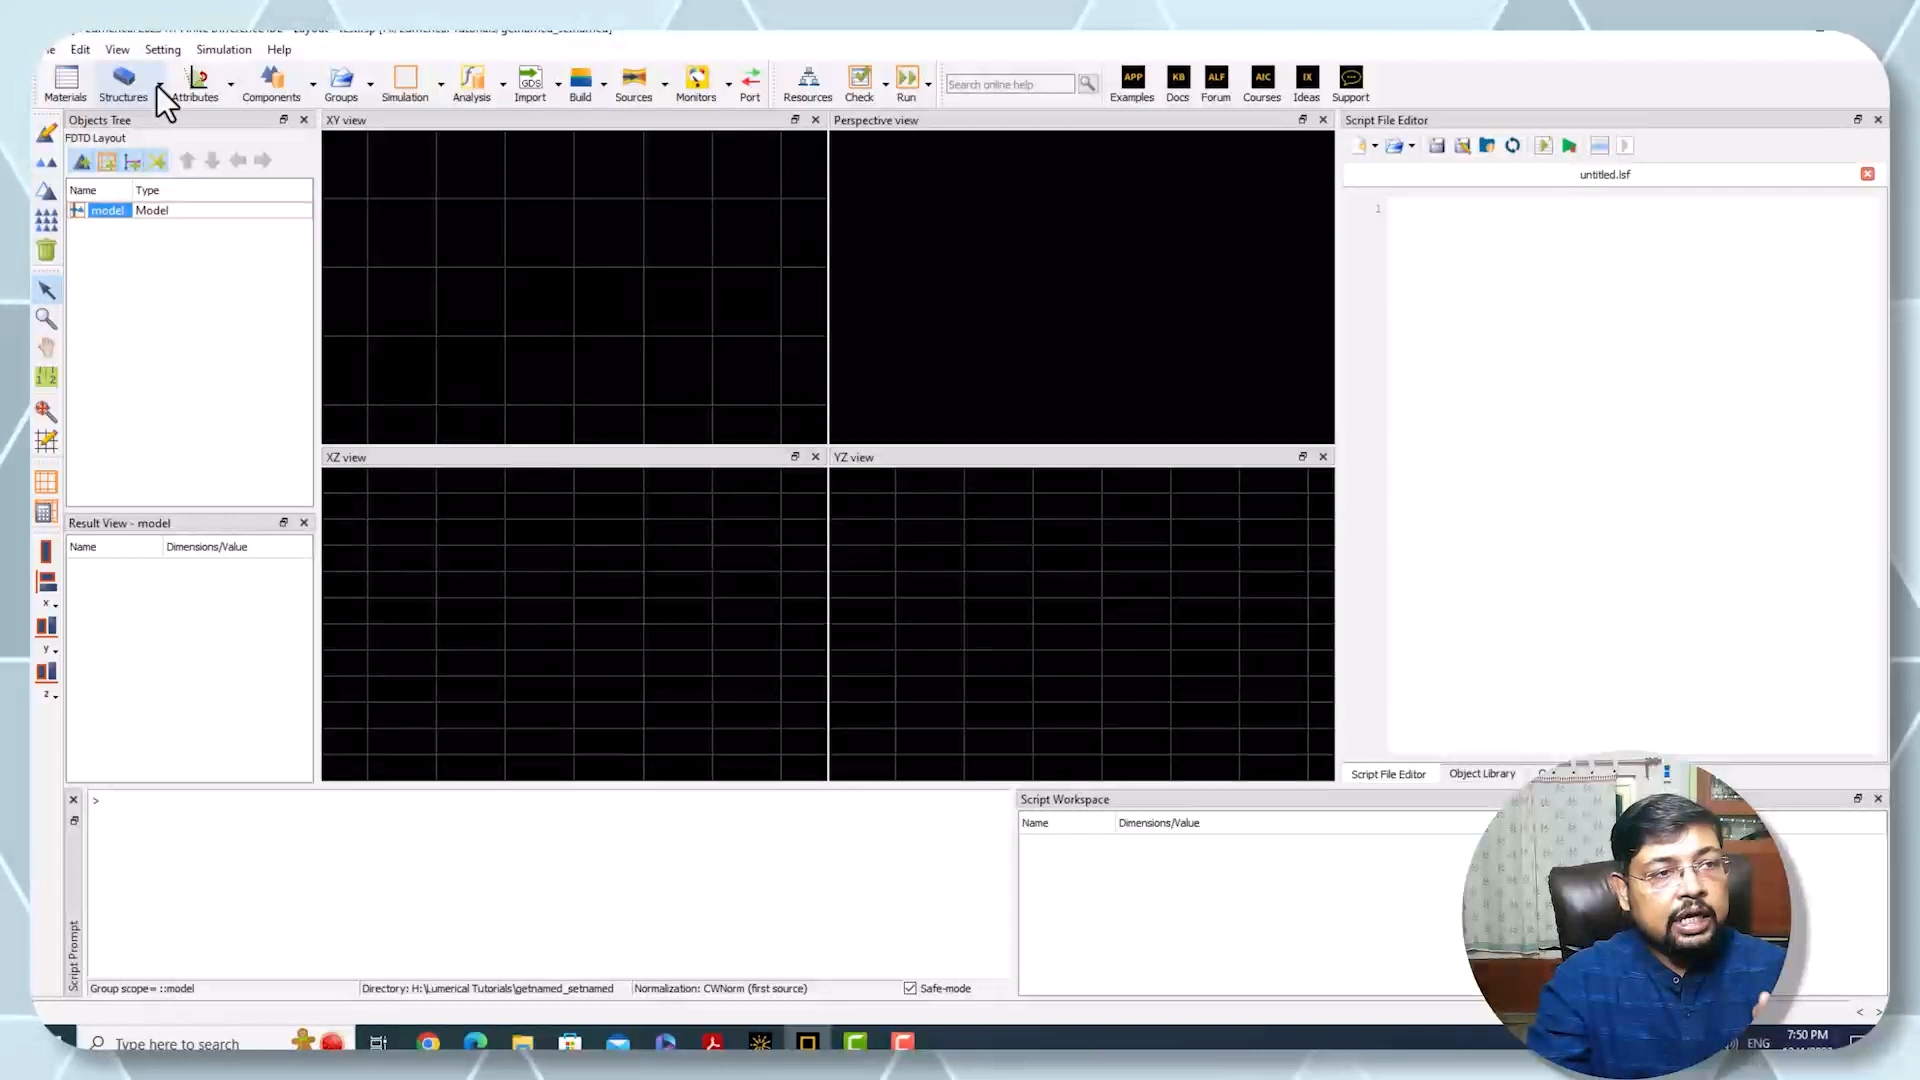 Edit View Setting Simulation Help
Materials Structures Attributes Components Groups Simulation Analysis Import Build Sources Monitors Port Resources Check Run Search online help Examples Docs Forum Courses Ideas Support
GDS APP KB ALF AIC IX
Objects Tree
FDTD Layout
Name Type
model Model
XY view
Perspective view
XZ view
YZ view
Script File Editor
untitled.lsf
1
Script File Editor Object Library
Result View - model
Name Dimensions/Value
x
y
z
>
Script Prompt
Script Workspace
Name Dimensions/Value
Group scope= ::model Directory: H:\Lumerical Tutorials\getnamed_setnamed Normalization: CWNorm (first source) Safe-mode
Type here to search
ENG
7:50 PM